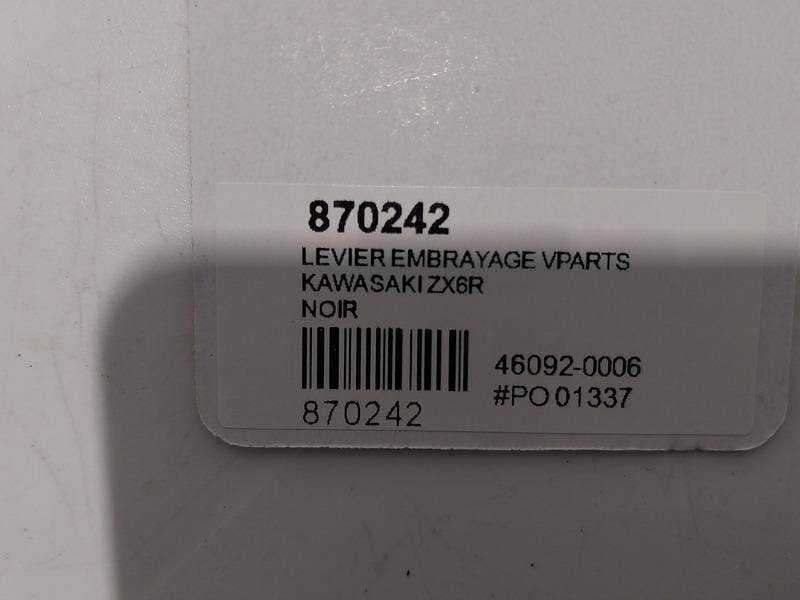 870242
LEVIER EMBRAYAGE VPARTS
KAWASAKI ZX6R
NOIR
46092-0006
#PO 01337
870242